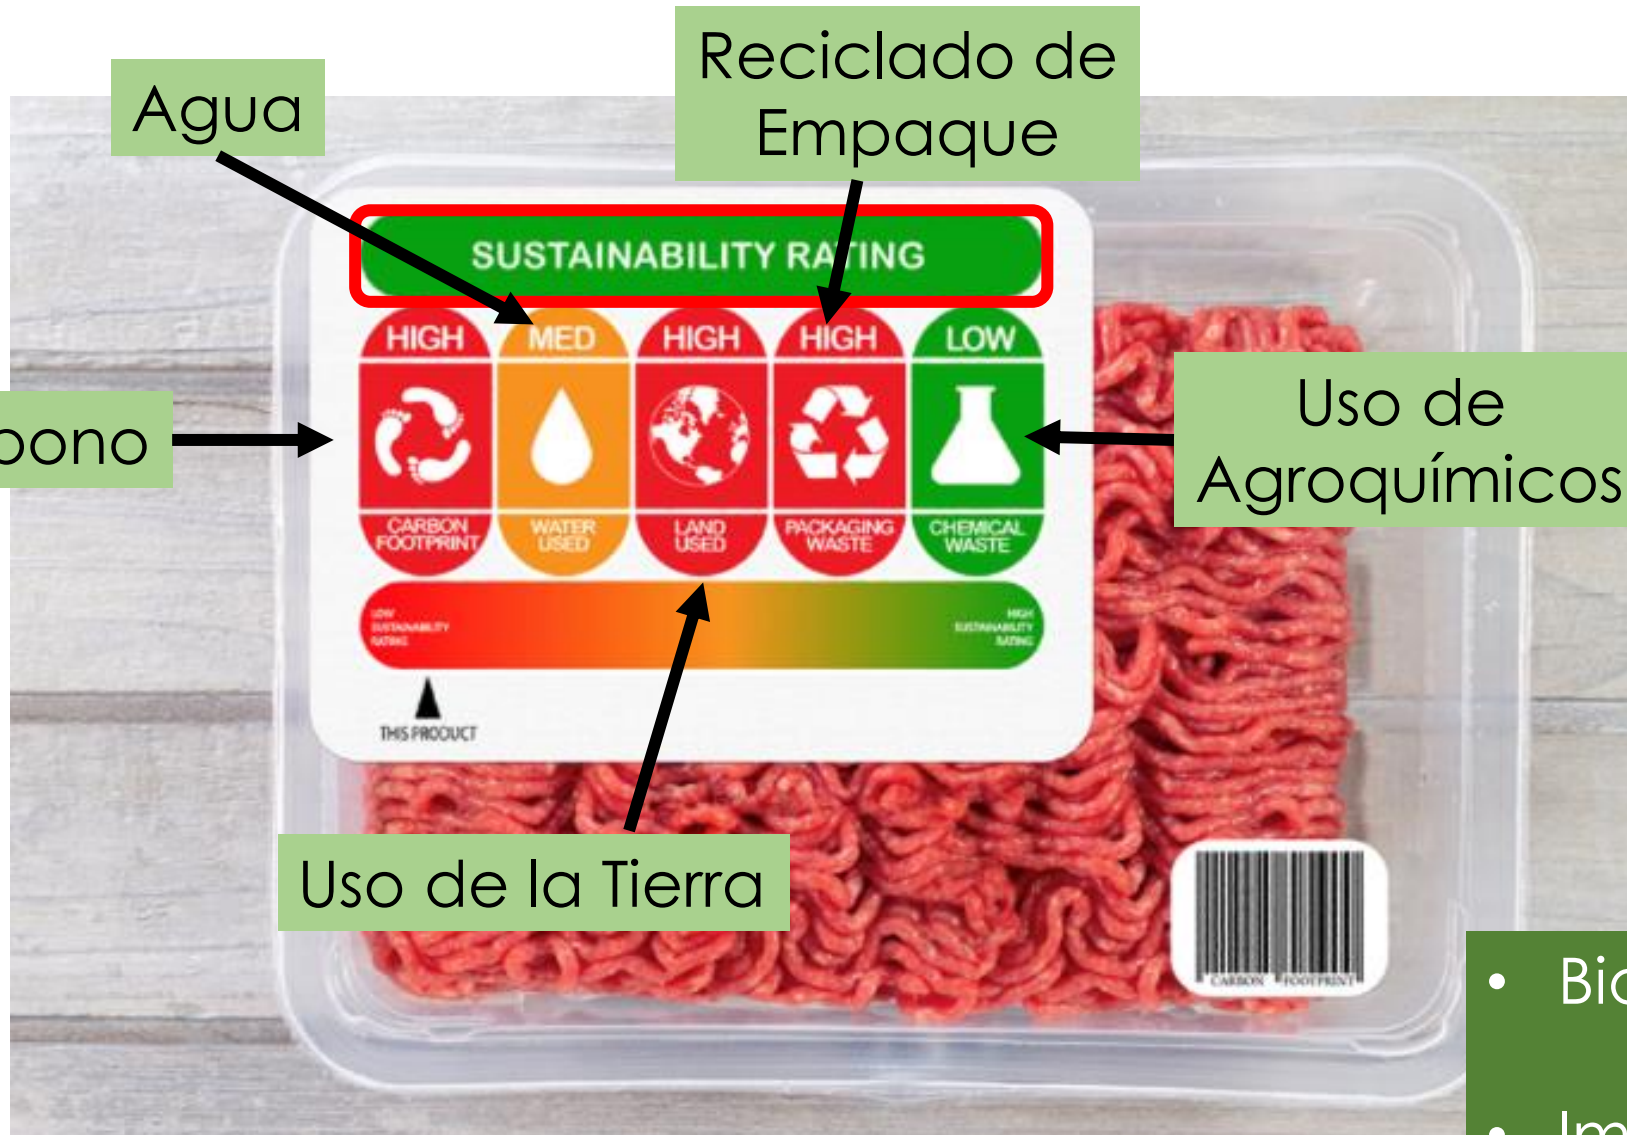 Reciclado de
Empaque
Agua
SUSTAINABILITY RATING
HIGH MED HIGH HIGH LOW
Uso de
Agroquímicos
CARBON FOOTPRINT
WATER USED
LAND USED
PACKAGING WASTE
CHEMICAL WASTE
LOW SUSTAINABILITY RATING
HIGH SUSTAINABILITY RATING
THIS PRODUCT
Uso de la Tierra
CARBON FOOTPRINT